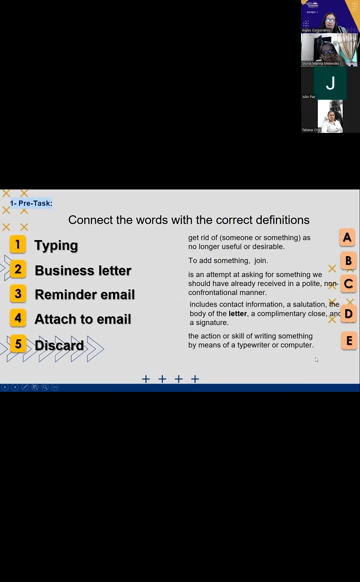 1- Pre-Task:
Connect the words with the correct definitions
1 Typing
2 Business letter
3 Reminder email
4 Attach to email
5 Discard
get rid of (someone or something) as
no longer useful or desirable.
A
To add something, join.
B
is an attempt at asking for something we
should have already received in a polite, non-
confrontational manner.
C
includes contact information, a salutation, the
body of the letter, a complimentary close, and
a signature.
D
the action or skill of writing something
by means of a typewriter or computer.
E
J